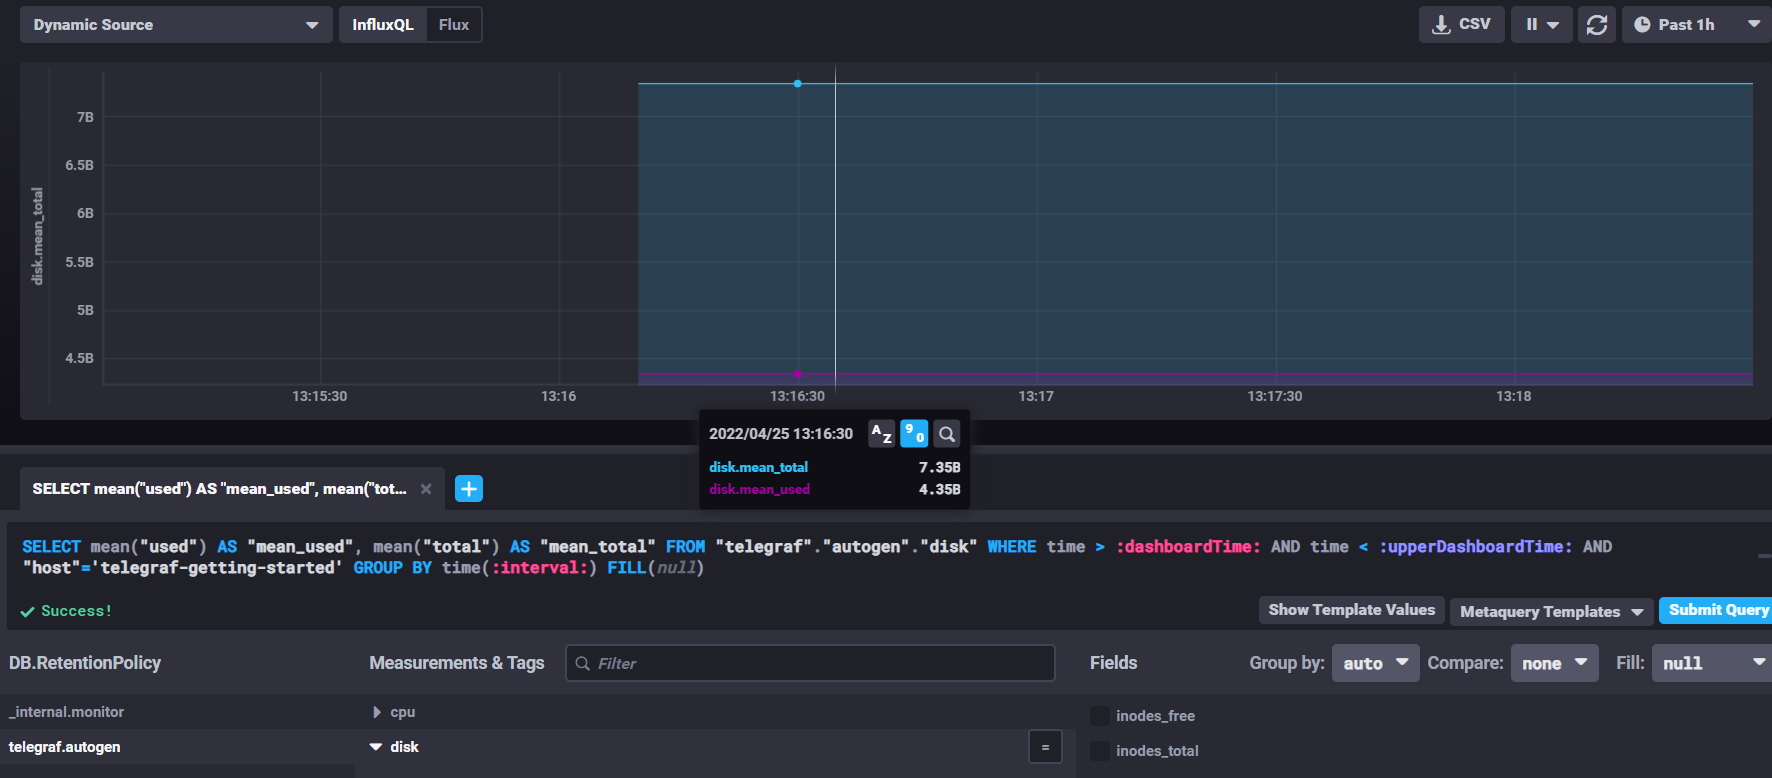 Dynamic Source InfluxQL Flux CSV Past 1h
disk.mean_total
7B
6.5B
6B
5.5B
5B
4.5B
13:15:30 13:16 13:16:30 13:17 13:17:30 13:18
2022/04/25 13:16:30 AZ 90
disk.mean_total 7.35B
disk.mean_used 4.35B
SELECT mean("used") AS "mean_used", mean("tot... ×
SELECT mean("used") AS "mean_used", mean("total") AS "mean_total" FROM "telegraf"."autogen"."disk" WHERE time > :dashboardTime: AND time < :upperDashboardTime: AND
"host"='telegraf-getting-started' GROUP BY time(:interval:) FILL(null)
Success!
Show Template Values Metaquery Templates Submit Query
DB.RetentionPolicy Measurements & Tags Filter Fields Group by: auto Compare: none Fill: null
_internal.monitor cpu inodes_free
telegraf.autogen disk = inodes_total